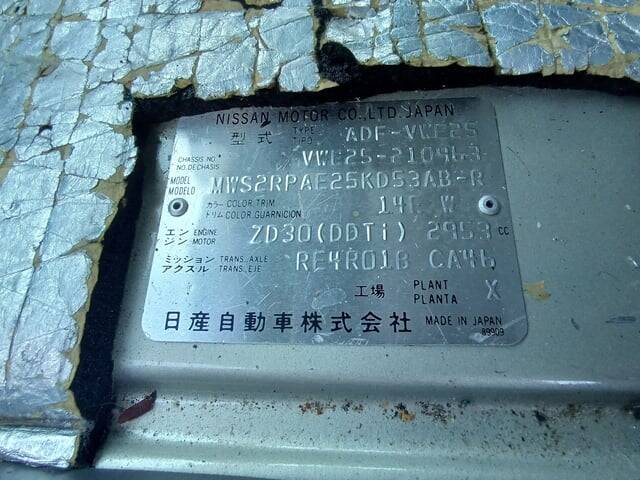 NISSAN MOTOR CO.,LTD.JAPAN
型式 TYPE TIPO ADF-VWE25
CHASSIS NO. NO.DECHASIS VWE25-210963
MODEL MODELO MWS2RPAE25KD53AB-R
カラー COLOR TRIM
トリム COLOR GUARNICION W
エンジン ENGINE MOTOR ZD30(DDTi) 2953 CC
ミッション TRANS.,AXLE
アクスル TRANS.,EJE RE4R01B CA46
工場 PLANT PLANTA X
日産自動車株式会社 MADE IN JAPAN
89909